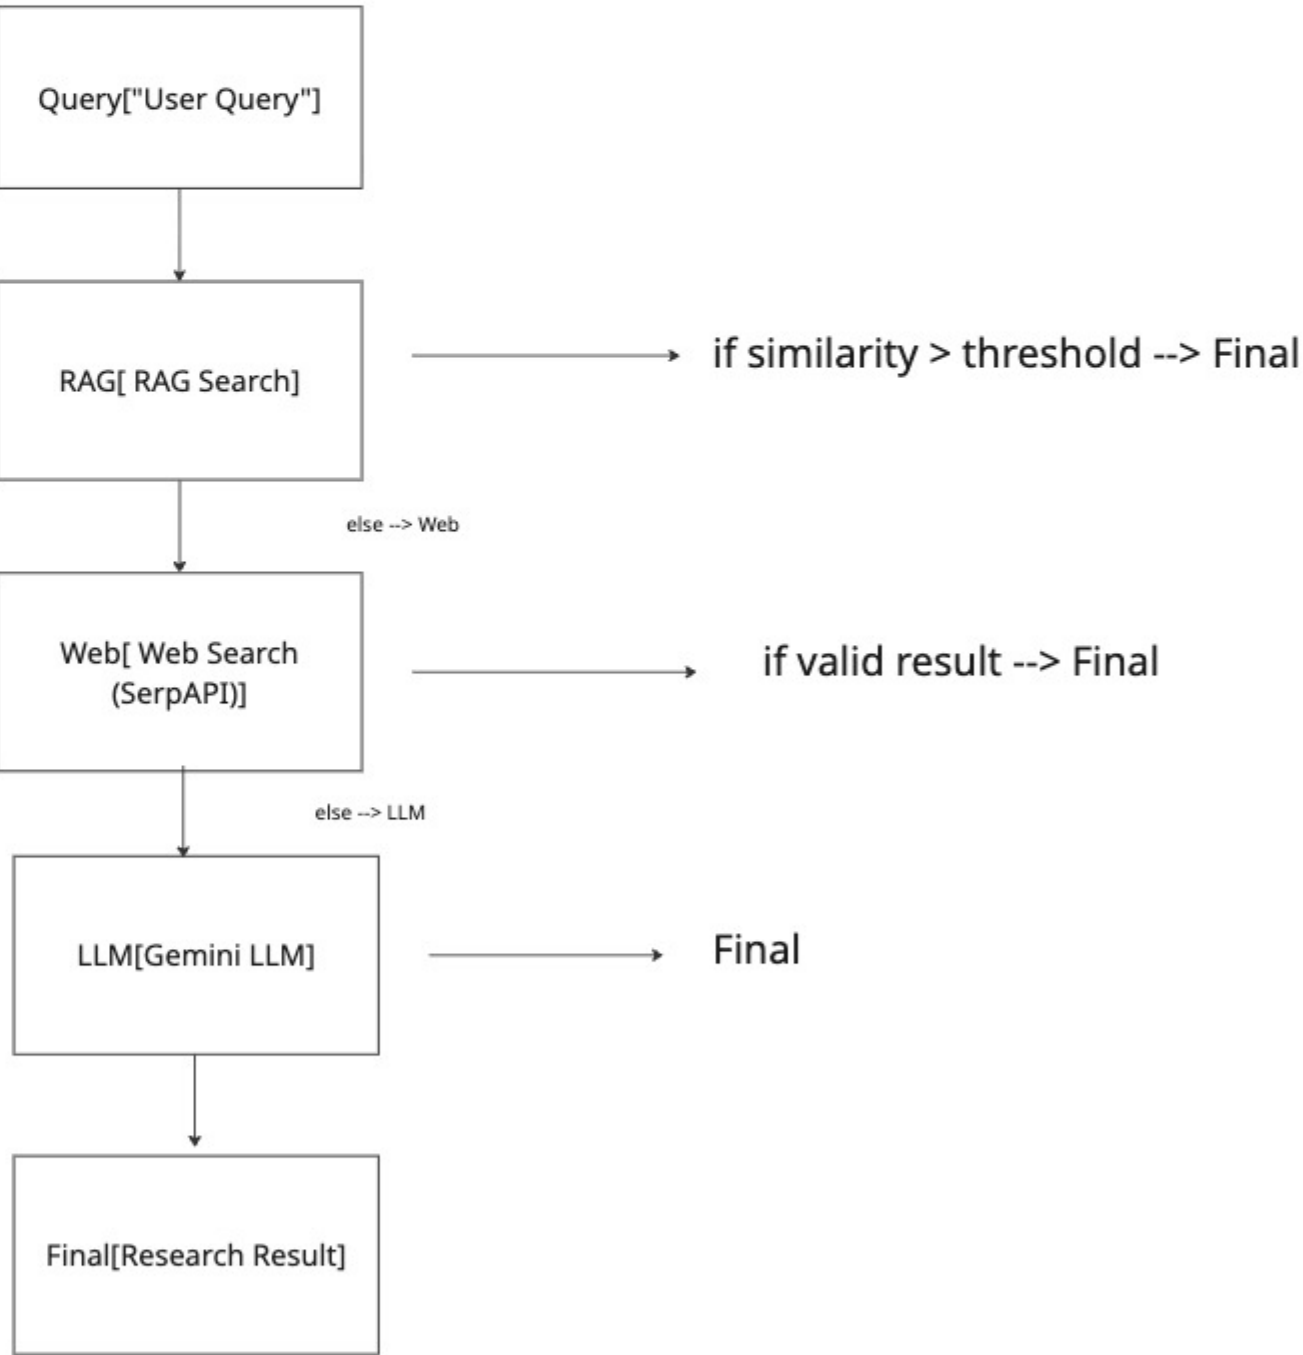 Query["User Query"]
RAG[ RAG Search]
if similarity > threshold --> Final
else --> Web
Web[ Web Search
(SerpAPI)]
if valid result --> Final
else --> LLM
LLM[Gemini LLM]
Final
Final[Research Result]